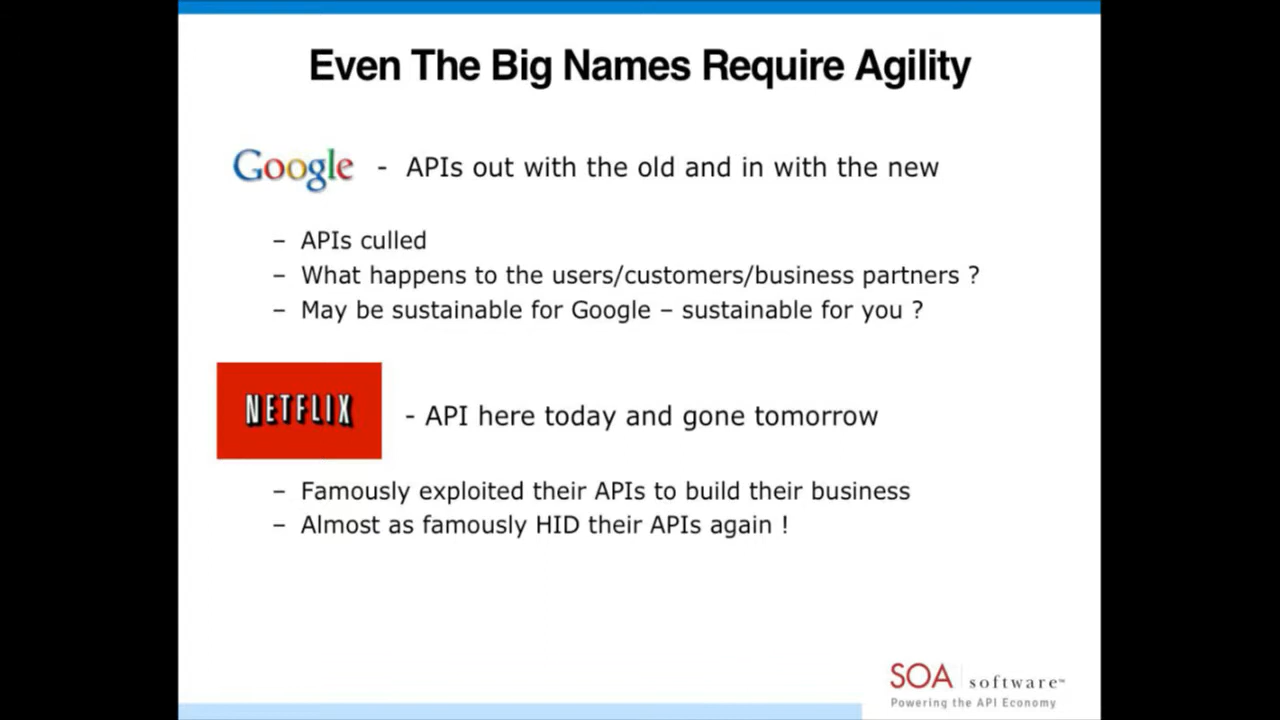 Even The Big Names Require Agility
Google - APIs out with the old and in with the new
– APIs culled
– What happens to the users/customers/business partners ?
– May be sustainable for Google – sustainable for you ?
NETFLIX - API here today and gone tomorrow
– Famously exploited their APIs to build their business
– Almost as famously HID their APIs again !
SOA software™
Powering the API Economy